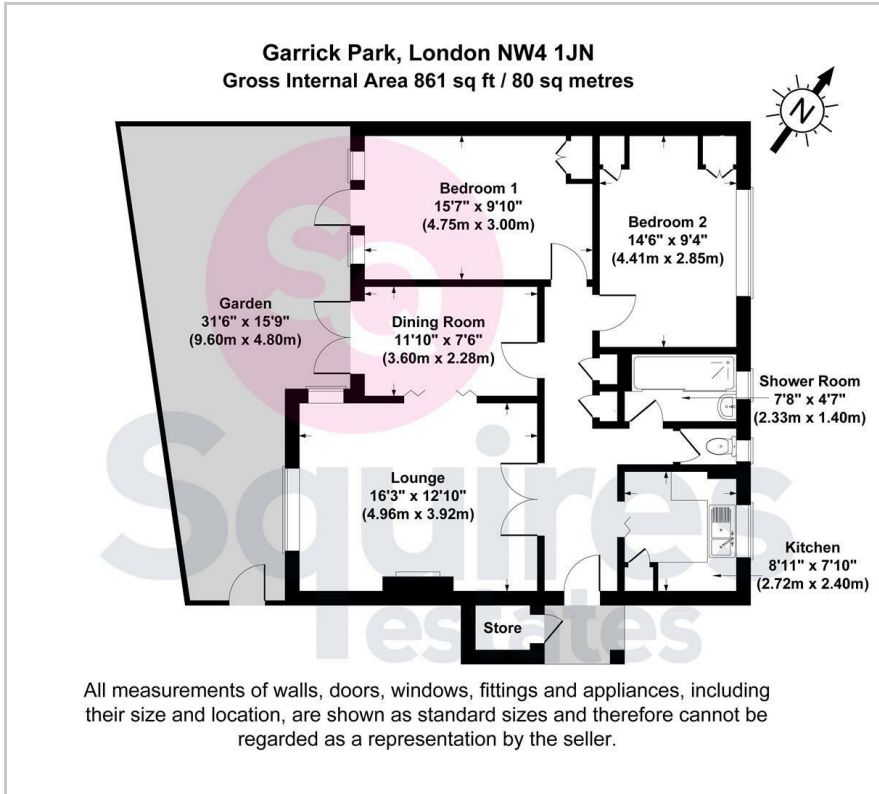 Garrick Park, London NW4 1JN
Gross Internal Area 861 sq ft / 80 sq metres
N
Bedroom 1
15'7" x 9'10"
(4.75m x 3.00m)
Bedroom 2
14'6" x 9'4"
(4.41m x 2.85m)
Garden
31'6" x 15'9"
(9.60m x 4.80m)
Dining Room
11'10" x 7'6"
(3.60m x 2.28m)
Shower Room
7'8" x 4'7"
(2.33m x 1.40m)
Lounge
16'3" x 12'10"
(4.96m x 3.92m)
Kitchen
8'11" x 7'10"
(2.72m x 2.40m)
Store
SQ
Squires
estates
All measurements of walls, doors, windows, fittings and appliances, including
their size and location, are shown as standard sizes and therefore cannot be
regarded as a representation by the seller.